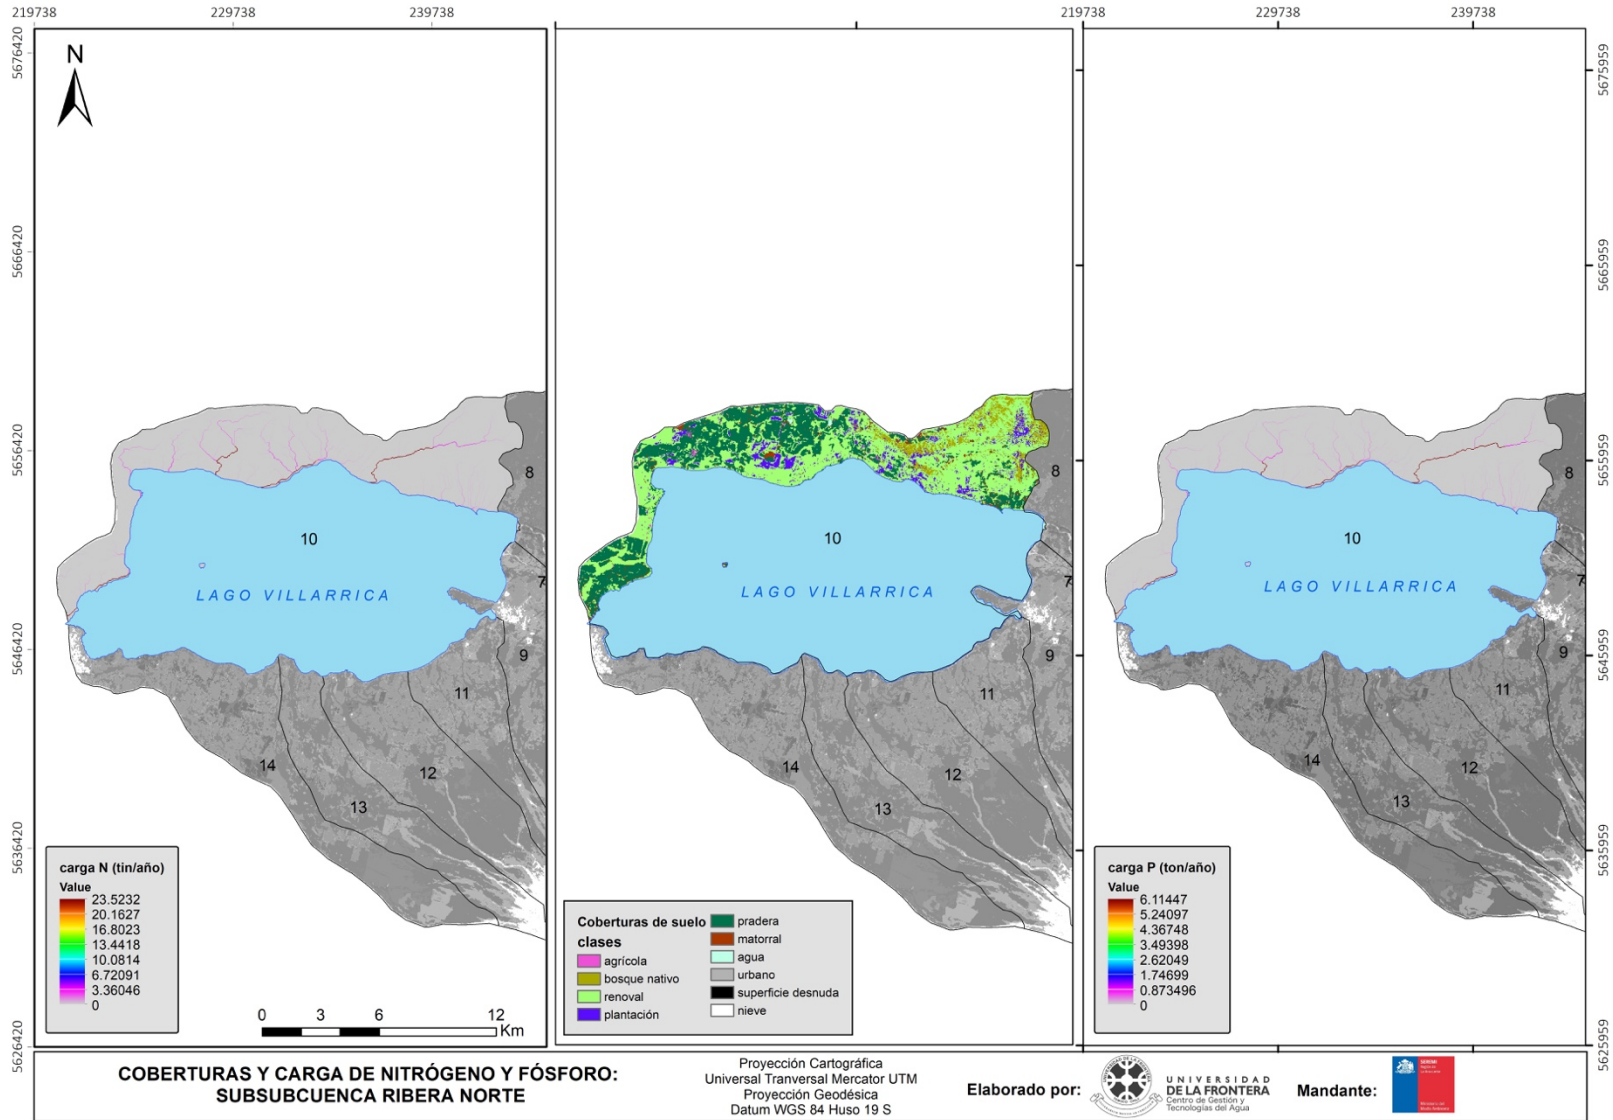 219738
229738
239738
219738
229738
239738
5676420
5666420
5656420
5646420
5636420
5626420
5675959
5665959
5655959
5645959
5635959
5625959
N
10
LAGO VILLARRICA
8
7
9
11
12
13
14
carga N (tin/año)
Value
23.5232
20.1627
16.8023
13.4418
10.0814
6.72091
3.36046
0
0 3 6 12
Km
10
LAGO VILLARRICA
8
7
9
11
12
13
14
Coberturas de suelo
clases
agrícola
bosque nativo
renoval
plantación
pradera
matorral
agua
urbano
superficie desnuda
nieve
10
LAGO VILLARRICA
8
7
9
11
12
13
14
carga P (ton/año)
Value
6.11447
5.24097
4.36748
3.49398
2.62049
1.74699
0.873496
0
COBERTURAS Y CARGA DE NITRÓGENO Y FÓSFORO:
SUBSUBCUENCA RIBERA NORTE
Proyección Cartográfica
Universal Tranversal Mercator UTM
Proyección Geodésica
Datum WGS 84 Huso 19 S
Elaborado por:
UNIVERSIDAD
DE LA FRONTERA
Centro de Gestión y
Tecnologías del Agua
Mandante:
SEREMI